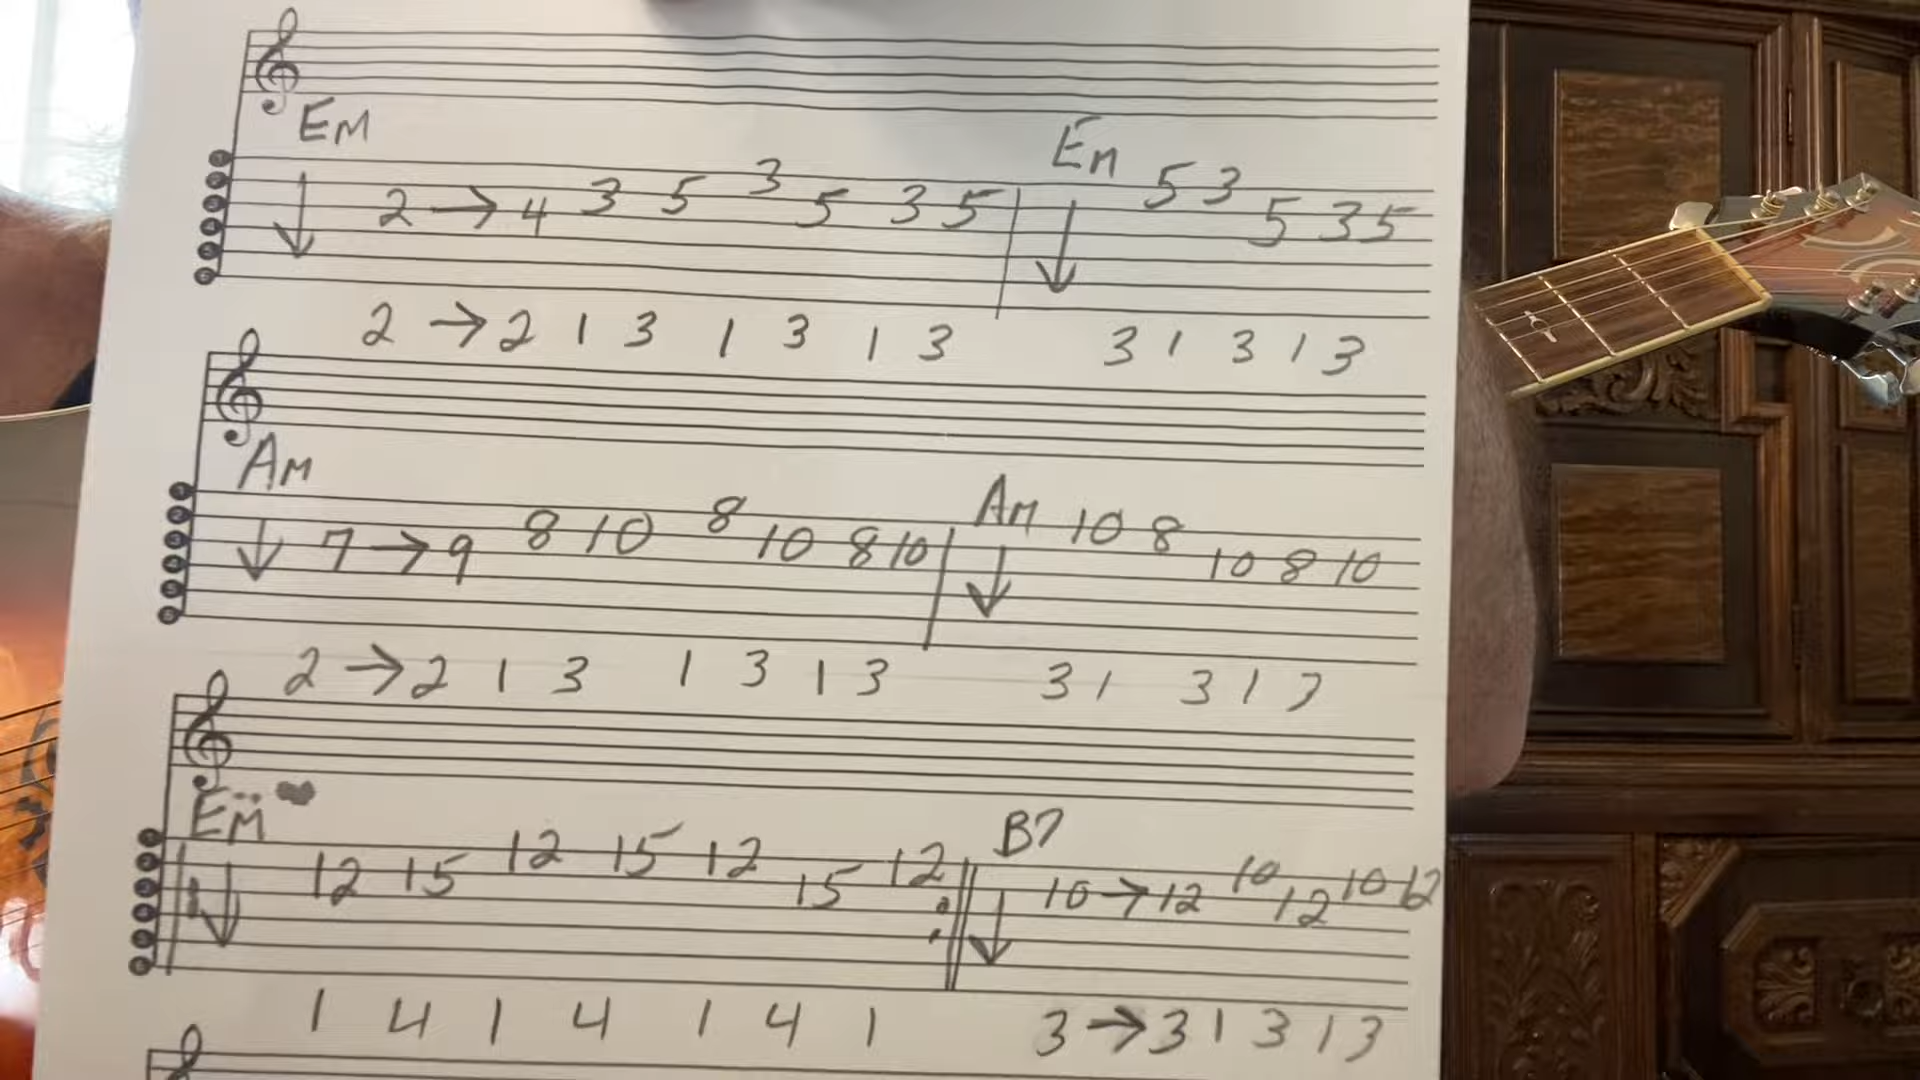 Em Em
2 → 4 3 5 3 5 3 5 5 3 5 3 5
2 → 2 1 3 1 3 1 3 3 1 3 1 3
Am Am
7 → 9 8 10 8 10 8 10 10 8 10 8 10
2 → 2 1 3 1 3 1 3 3 1 3 1 3
Em B7
12 15 12 15 12 15 12 10 → 12 10 12 10 12
1 4 1 4 1 4 1 3 → 3 1 3 1 3